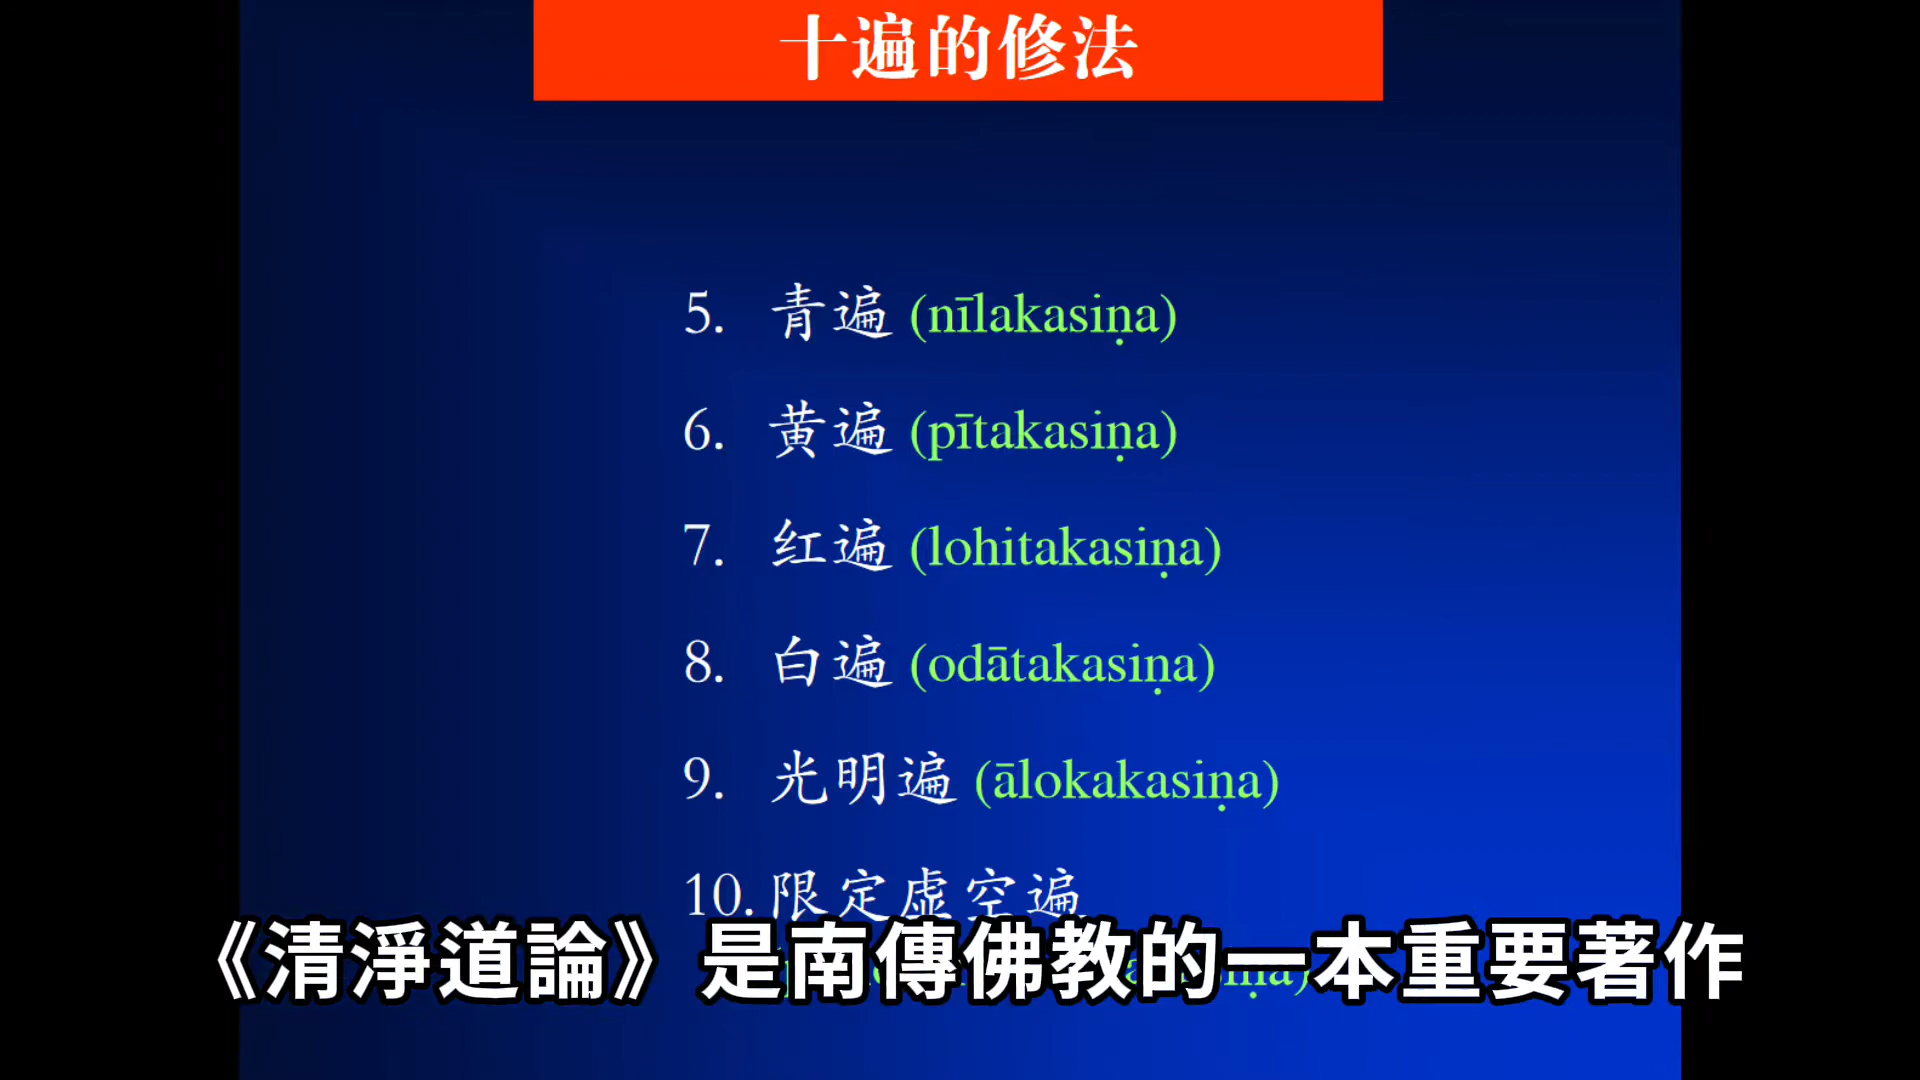 十遍的修法
5. 青遍 (nīlakasiṇa)
6. 黄遍 (pītakasiṇa)
7. 红遍 (lohitakasiṇa)
8. 白遍 (odātakasiṇa)
9. 光明遍 (ālokakasiṇa)
10. 限定虚空遍
《清淨道論》是南傳佛教的一本重要著作